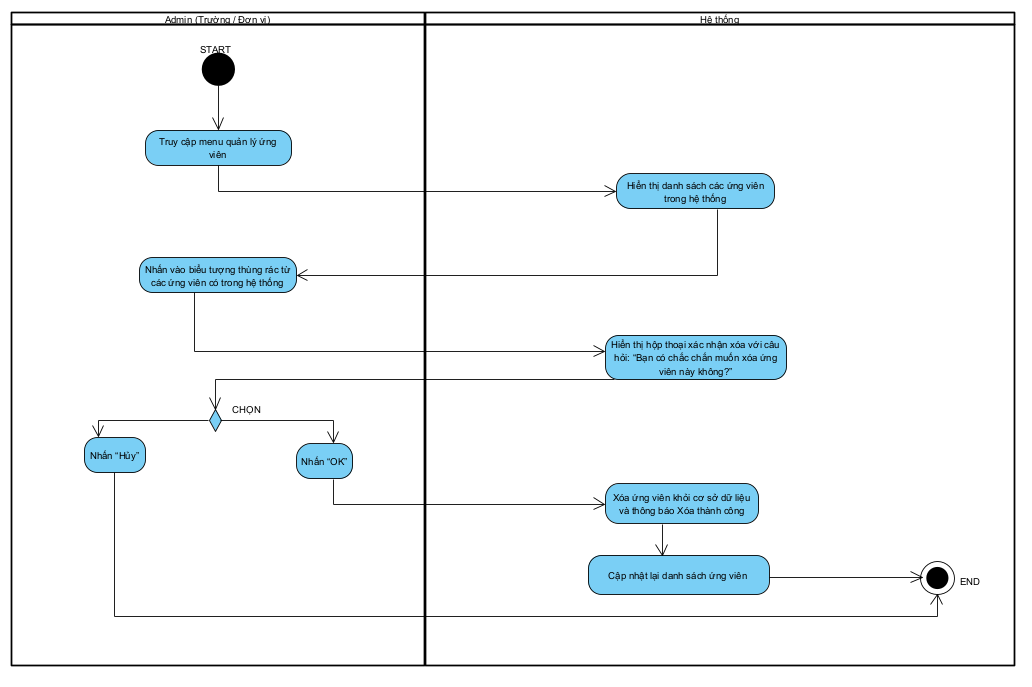 Admin (Trường / Đơn vị)
Hệ thống
START
Truy cập menu quản lý ứng
viên
Hiển thị danh sách các ứng viên
trong hệ thống
Nhấn vào biểu tượng thùng rác từ
các ứng viên có trong hệ thống
Hiển thị hộp thoại xác nhận xóa với câu
hỏi: “Bạn có chắc chắn muốn xóa ứng
viên này không?”
CHỌN
Nhấn “Hủy”
Nhấn “OK”
Xóa ứng viên khỏi cơ sở dữ liệu
và thông báo Xóa thành công
Cập nhật lại danh sách ứng viên
END